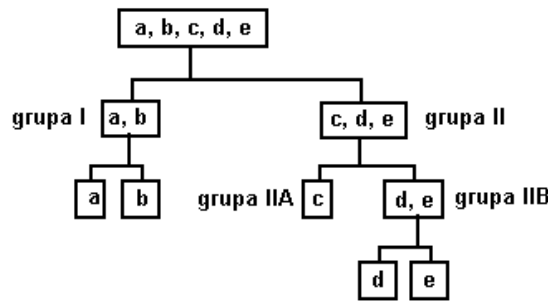 a, b, c, d, e
grupa I
a, b
c, d, e
grupa II
a
b
grupa IIA
c
d, e
grupa IIB
d
e